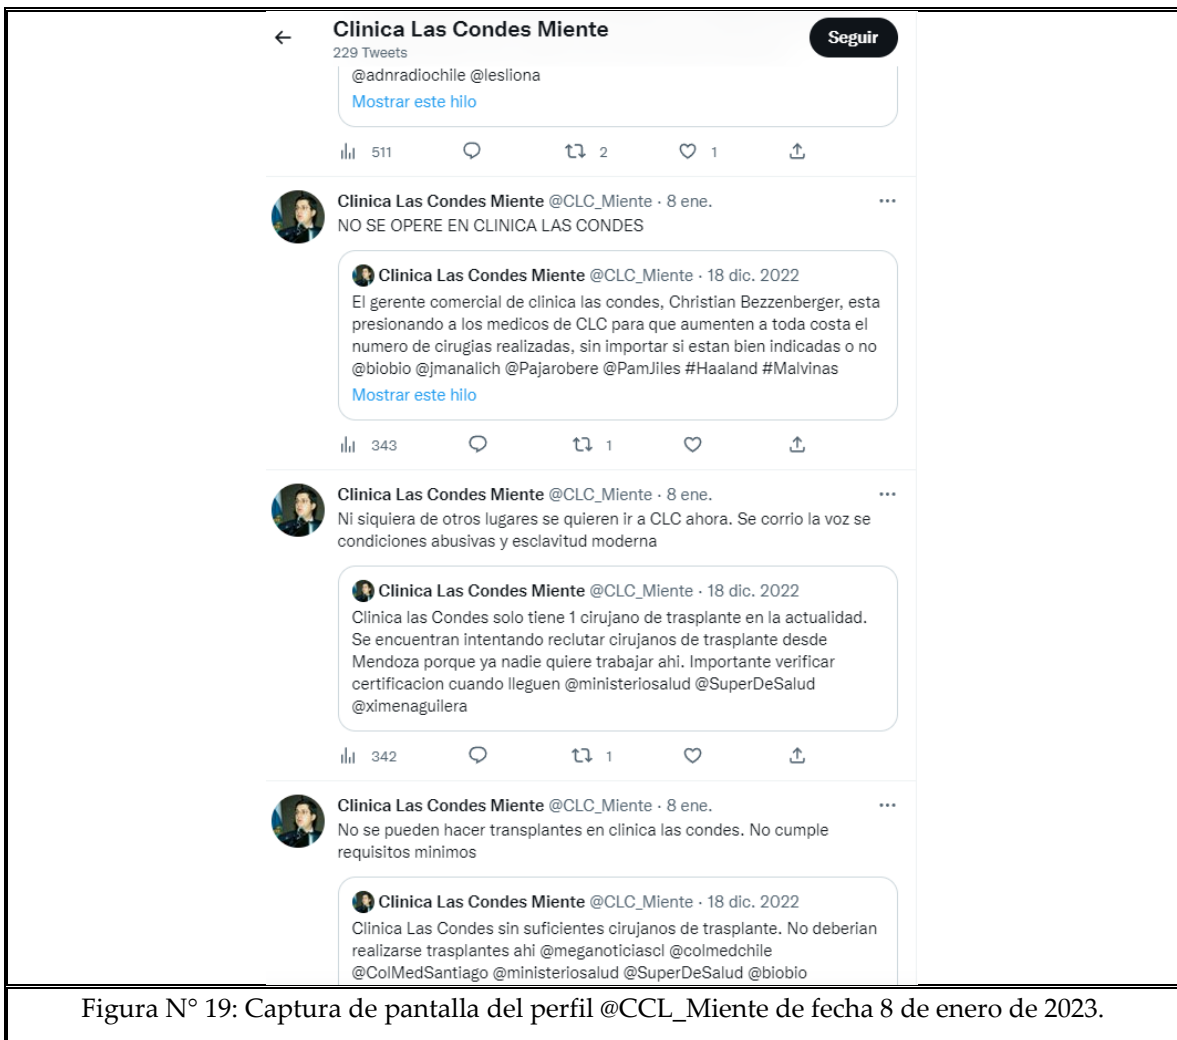 Clinica Las Condes Miente
Seguir
229 Tweets
@adnradiochile @lesliona
Mostrar este hilo
511 2 1
Clinica Las Condes Miente @CLC_Miente · 8 ene.
NO SE OPERE EN CLINICA LAS CONDES
Clinica Las Condes Miente @CLC_Miente · 18 dic. 2022
El gerente comercial de clinica las condes, Christian Bezzenberger, esta
presionando a los medicos de CLC para que aumenten a toda costa el
numero de cirugias realizadas, sin importar si estan bien indicadas o no
@biobio @jmanalich @Pajarobere @PamJiles #Haaland #Malvinas
Mostrar este hilo
343 1
Clinica Las Condes Miente @CLC_Miente · 8 ene.
Ni siquiera de otros lugares se quieren ir a CLC ahora. Se corrio la voz se
condiciones abusivas y esclavitud moderna
Clinica Las Condes Miente @CLC_Miente · 18 dic. 2022
Clinica las Condes solo tiene 1 cirujano de trasplante en la actualidad.
Se encuentran intentando reclutar cirujanos de trasplante desde
Mendoza porque ya nadie quiere trabajar ahi. Importante verificar
certificacion cuando lleguen @ministeriosalud @SuperDeSalud
@ximenaguilera
342 1
Clinica Las Condes Miente @CLC_Miente · 8 ene.
No se pueden hacer transplantes en clinica las condes. No cumple
requisitos minimos
Clinica Las Condes Miente @CLC_Miente · 18 dic. 2022
Clinica Las Condes sin suficientes cirujanos de trasplante. No deberian
realizarse trasplantes ahi @meganoticiascl @colmedchile
@ColMedSantiago @ministeriosalud @SuperDeSalud @biobio
Figura N° 19: Captura de pantalla del perfil @CCL_Miente de fecha 8 de enero de 2023.